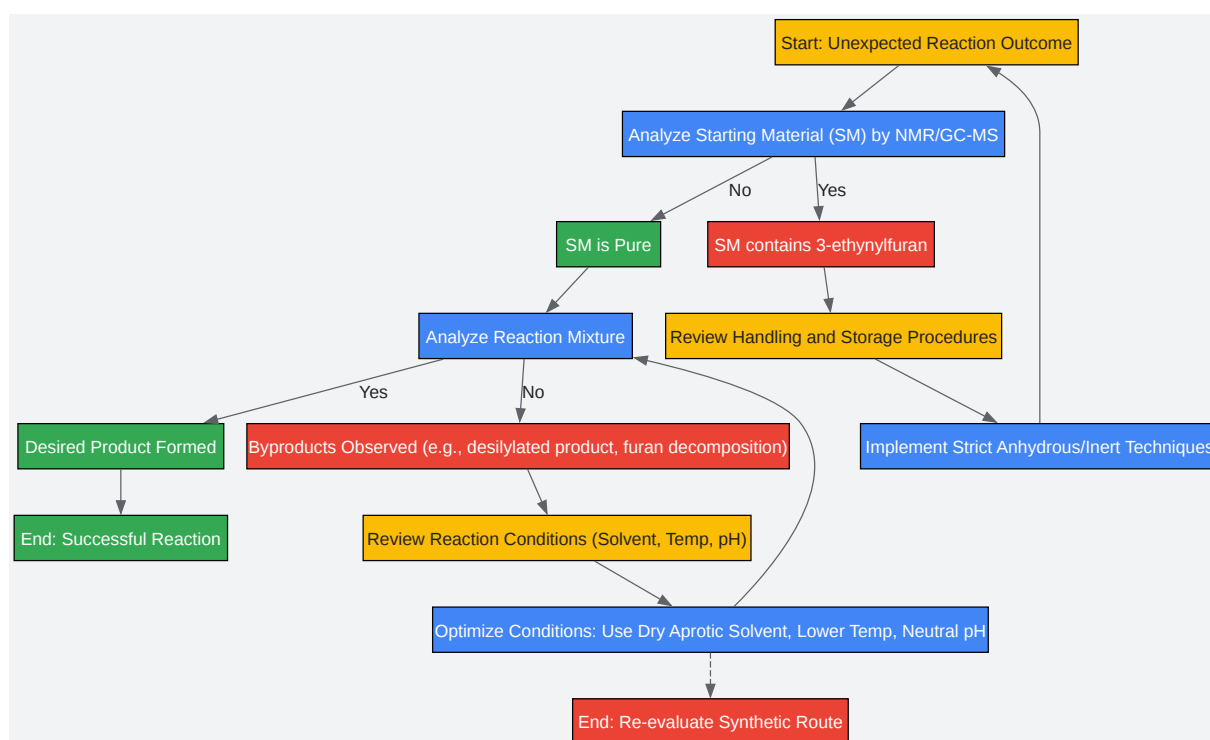 Start: Unexpected Reaction Outcome
Analyze Starting Material (SM) by NMR/GC-MS
No
Yes
SM is Pure
SM contains 3-ethynylfuran
Analyze Reaction Mixture
Review Handling and Storage Procedures
Yes
No
Desired Product Formed
Byproducts Observed (e.g., desilylated product, furan decomposition)
Implement Strict Anhydrous/Inert Techniques
End: Successful Reaction
Review Reaction Conditions (Solvent, Temp, pH)
Optimize Conditions: Use Dry Aprotic Solvent, Lower Temp, Neutral pH
End: Re-evaluate Synthetic Route